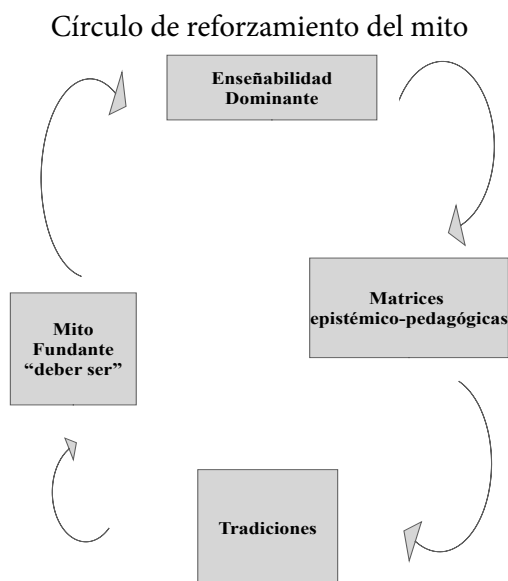 Círculo de reforzamiento del mito
Enseñabilidad
Dominante
Matrices
epistémico-pedagógicas
Mito
Fundante
“deber ser”
Tradiciones